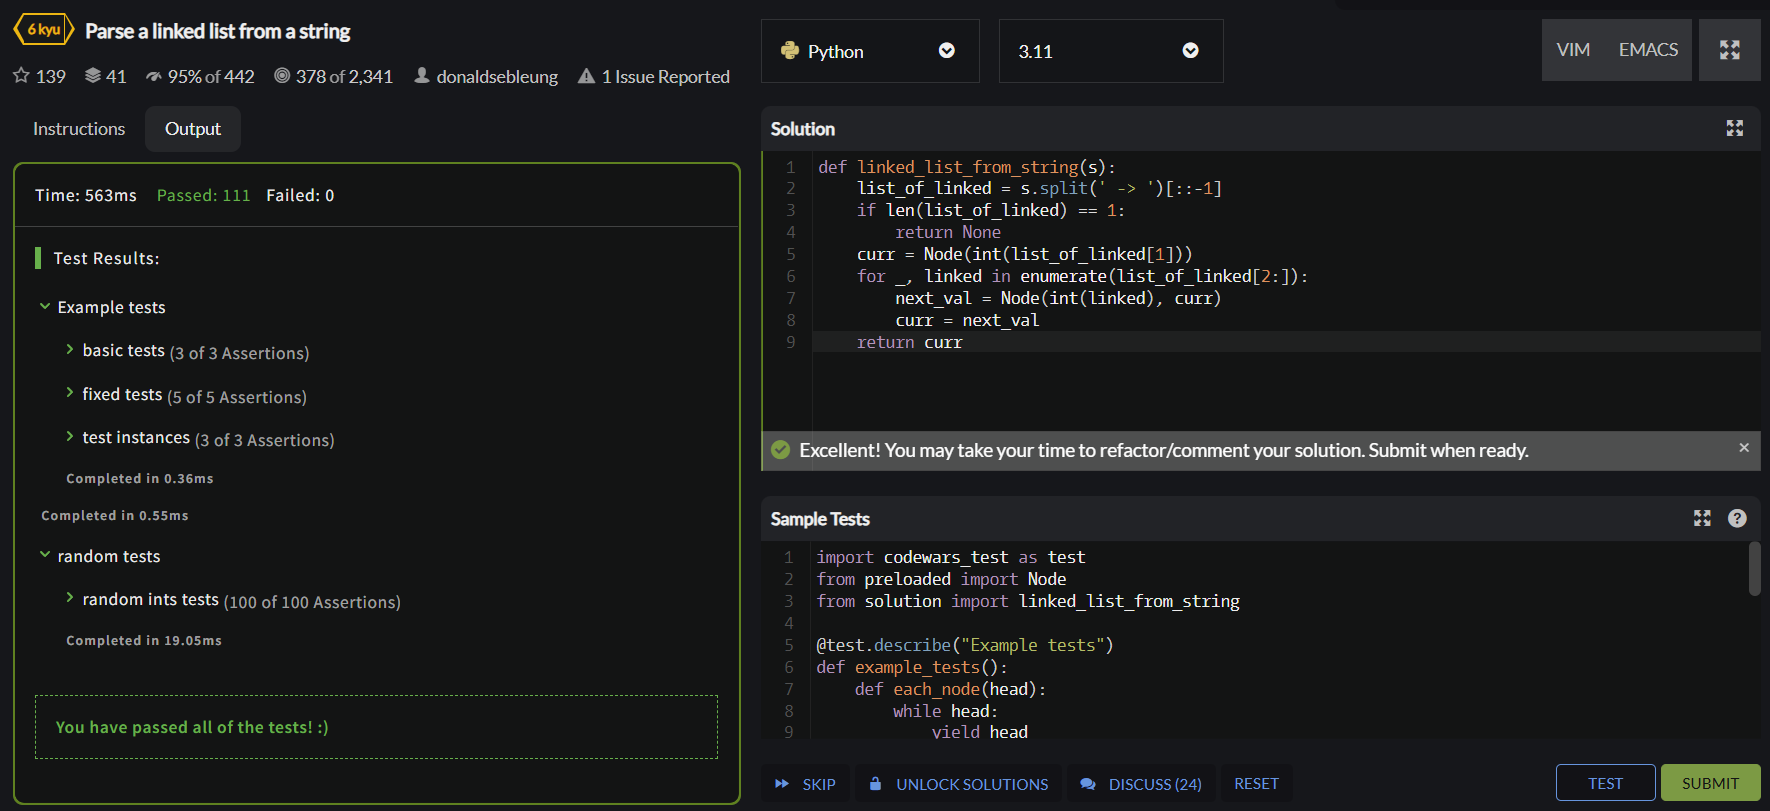 6 kyu Parse a linked list from a string
139 41 95% of 442 378 of 2,341 donaldsebleung 1 Issue Reported
Instructions Output
Time: 563ms Passed: 111 Failed: 0
Test Results:
Example tests
basic tests (3 of 3 Assertions)
fixed tests (5 of 5 Assertions)
test instances (3 of 3 Assertions)
Completed in 0.36ms
Completed in 0.55ms
random tests
random ints tests (100 of 100 Assertions)
Completed in 19.05ms
You have passed all of the tests! :)
Python 3.11 VIM EMACS
Solution
1 def linked_list_from_string(s):
2     list_of_linked = s.split(' -> ')[::-1]
3     if len(list_of_linked) == 1:
4         return None
5     curr = Node(int(list_of_linked[1]))
6     for _, linked in enumerate(list_of_linked[2:]):
7         next_val = Node(int(linked), curr)
8         curr = next_val
9     return curr
Excellent! You may take your time to refactor/comment your solution. Submit when ready. ×
Sample Tests ?
1 import codewars_test as test
2 from preloaded import Node
3 from solution import linked_list_from_string
4
5 @test.describe("Example tests")
6 def example_tests():
7     def each_node(head):
8         while head:
9             yield head
SKIP UNLOCK SOLUTIONS DISCUSS (24) RESET TEST SUBMIT